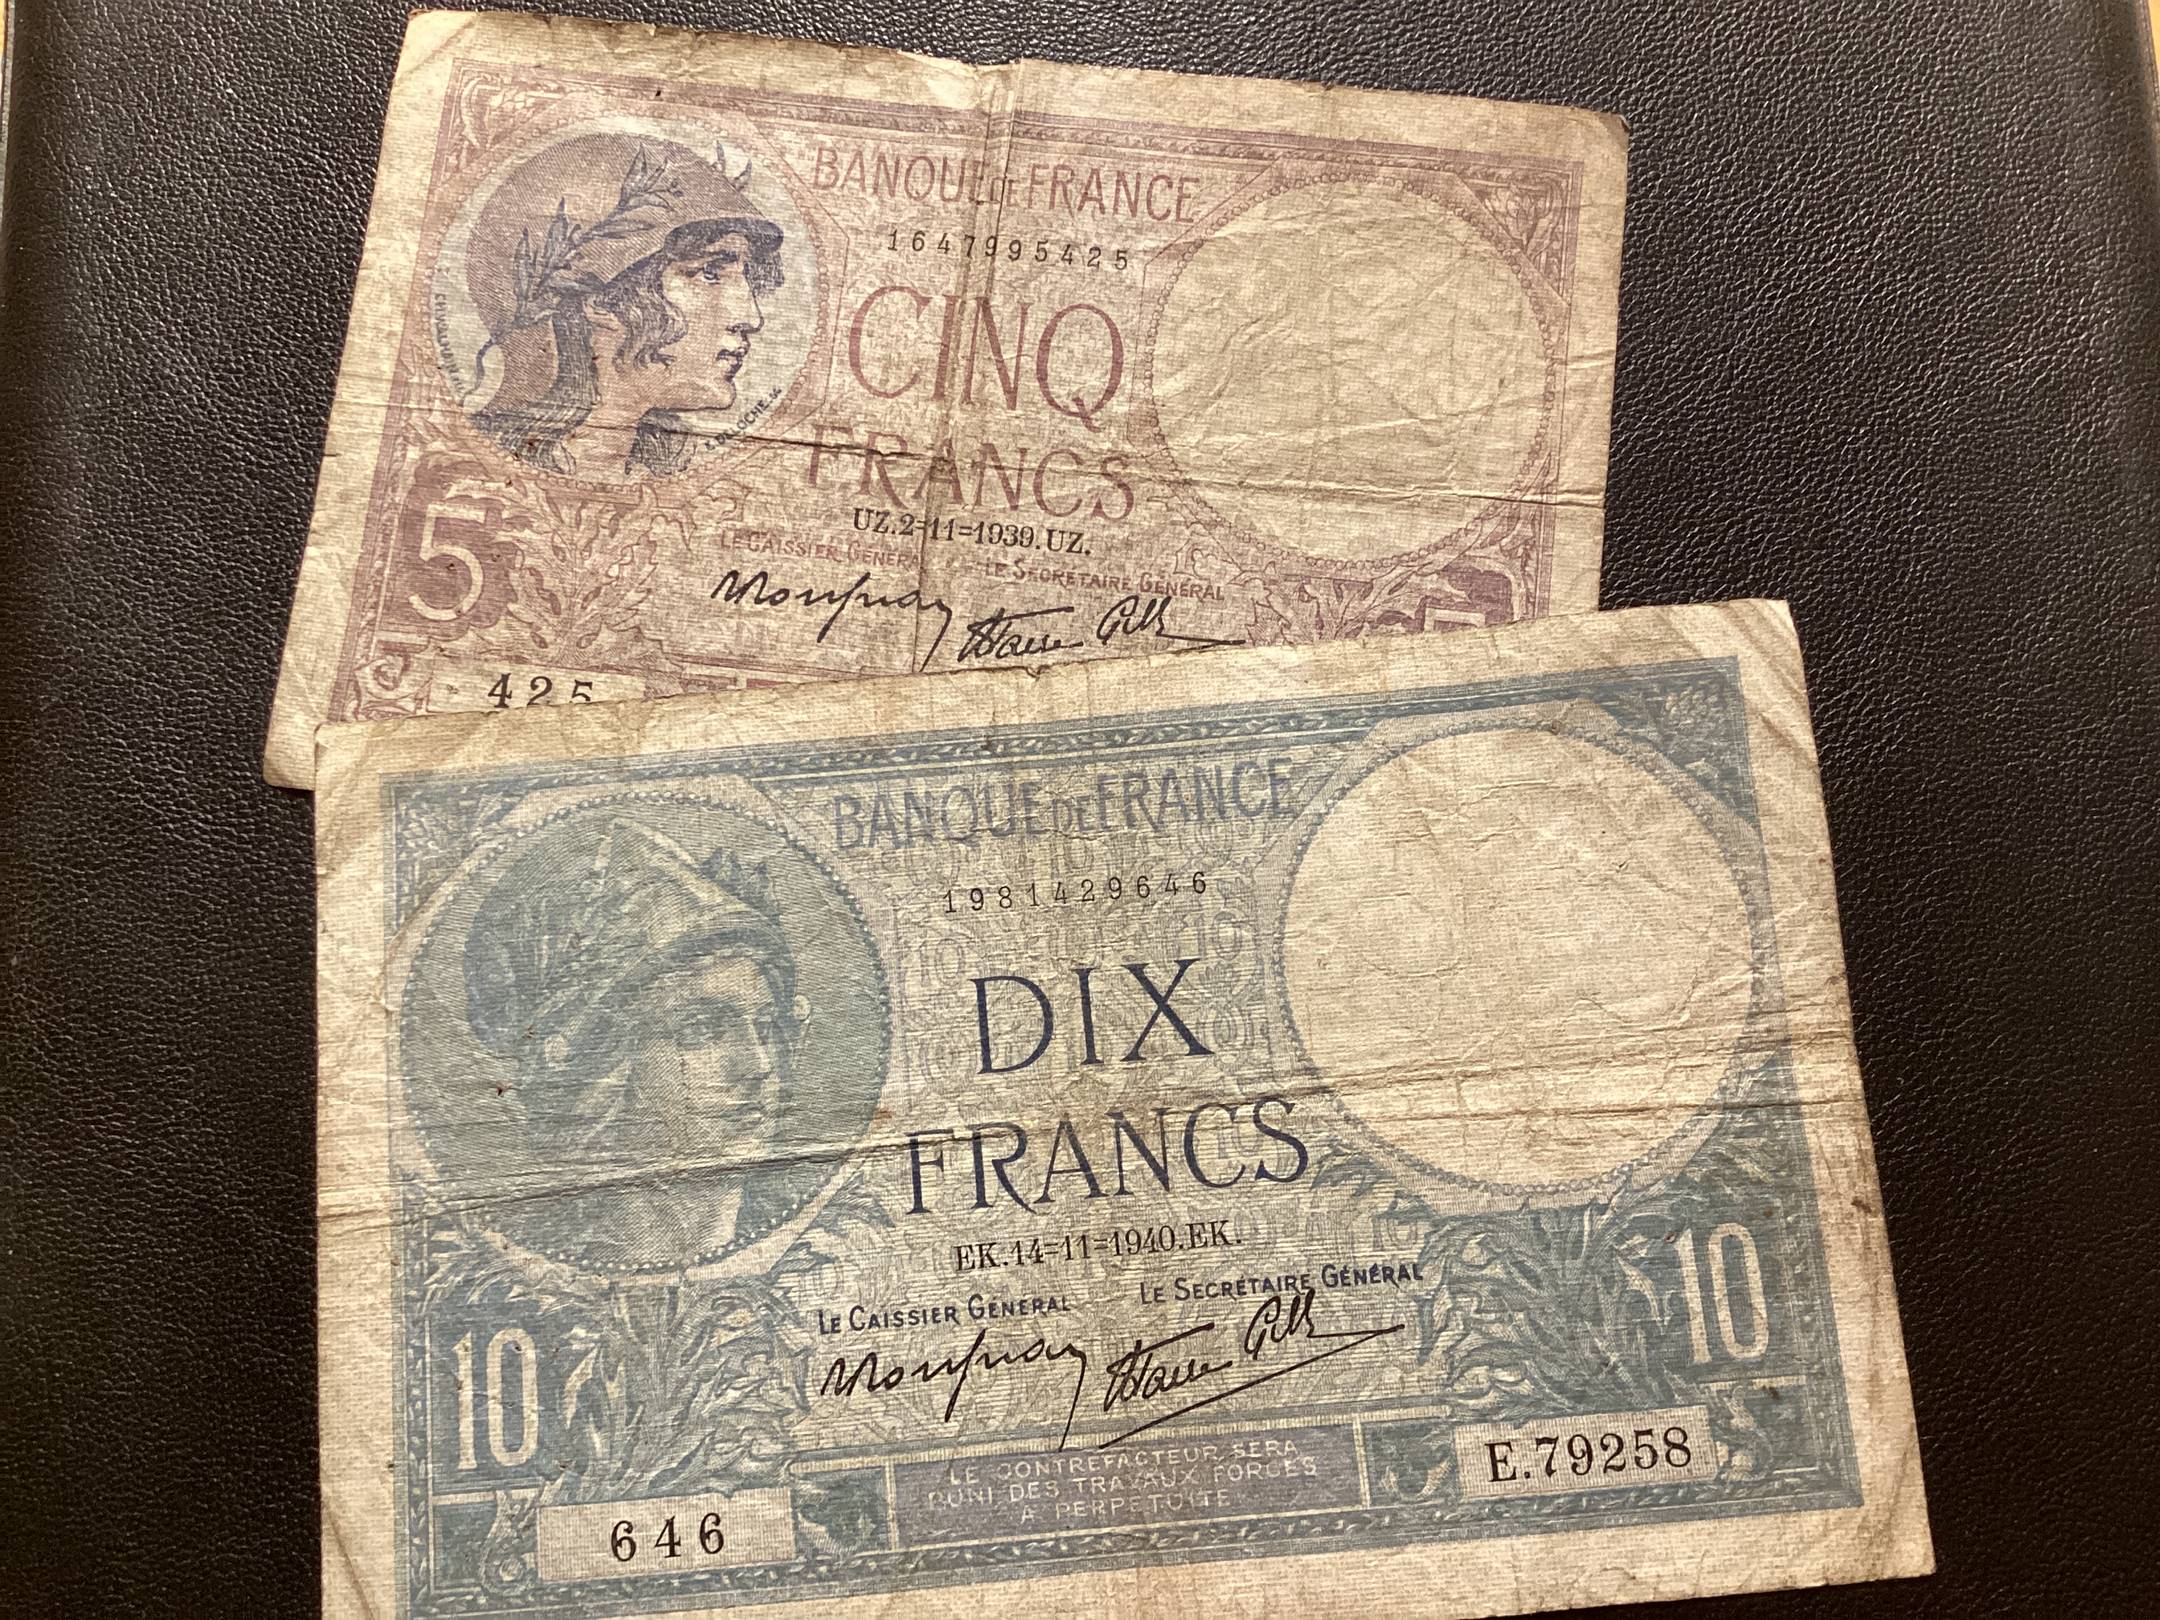 BANQUE DE FRANCE
1647995425
CINQ
FRANCS
UZ.2=11=1939.UZ.
LE CAISSIER GÉNÉRAL LE SECRÉTAIRE GÉNÉRAL
5
425
BANQUE DE FRANCE
1981429646
DIX
FRANCS
EK.14=11=1940.EK.
LE CAISSIER GÉNÉRAL LE SECRÉTAIRE GÉNÉRAL
10 10
LE CONTREFACTEUR SERA
PUNI DES TRAVAUX FORCÉS
A PERPÉTUITÉ
E.79258
646